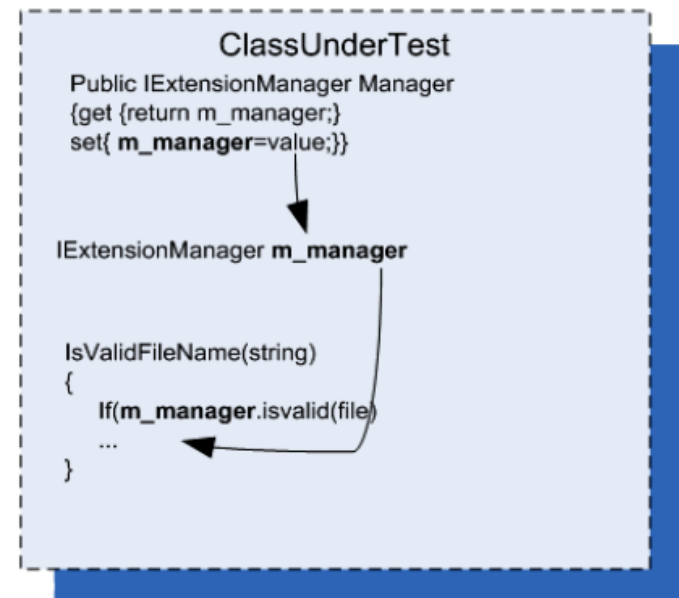 ClassUnderTest
Public IExtensionManager Manager
{get {return m_manager;}
set{ m_manager=value;}}
IExtensionManager m_manager
IsValidFileName(string)
{
If(m_manager.isvalid(file)
...
}